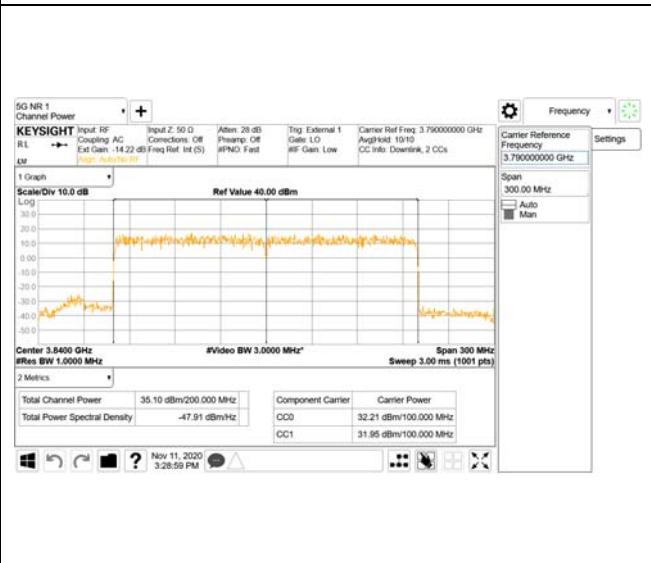 5G NR 1
Channel Power
Frequency
KEYSIGHT
Input: RF
Input Z: 50 Ω
Atten: 28 dB
Trig: External 1
Carrier Ref Freq: 3.790000000 GHz
RL
Coupling: AC
Corrections: Off
Preamp: Off
Gate: LO
Avg|Hold: 10/10
Ext Gain: -14.22 dB
Freq Ref: Int (S)
#PNO: Fast
#IF Gain: Low
CC Info: Downlink, 2 CCs
Align: Auto/No RF
Carrier Reference
Frequency
3.790000000 GHz
Settings
Span
300.00 MHz
Auto
Man
1 Graph
Scale/Div 10.0 dB
Ref Value 40.00 dBm
Log
30.0
20.0
10.0
0.00
-10.0
-20.0
-30.0
-40.0
-50.0
Center 3.8400 GHz
#Video BW 3.0000 MHz*
Span 300 MHz
#Res BW 1.0000 MHz
Sweep 3.00 ms (1001 pts)
2 Metrics
Total Channel Power
35.10 dBm/200.000 MHz
Total Power Spectral Density
-47.91 dBm/Hz
Component Carrier
Carrier Power
CC0
32.21 dBm/100.000 MHz
CC1
31.95 dBm/100.000 MHz
Nov 11, 2020
3:28:59 PM